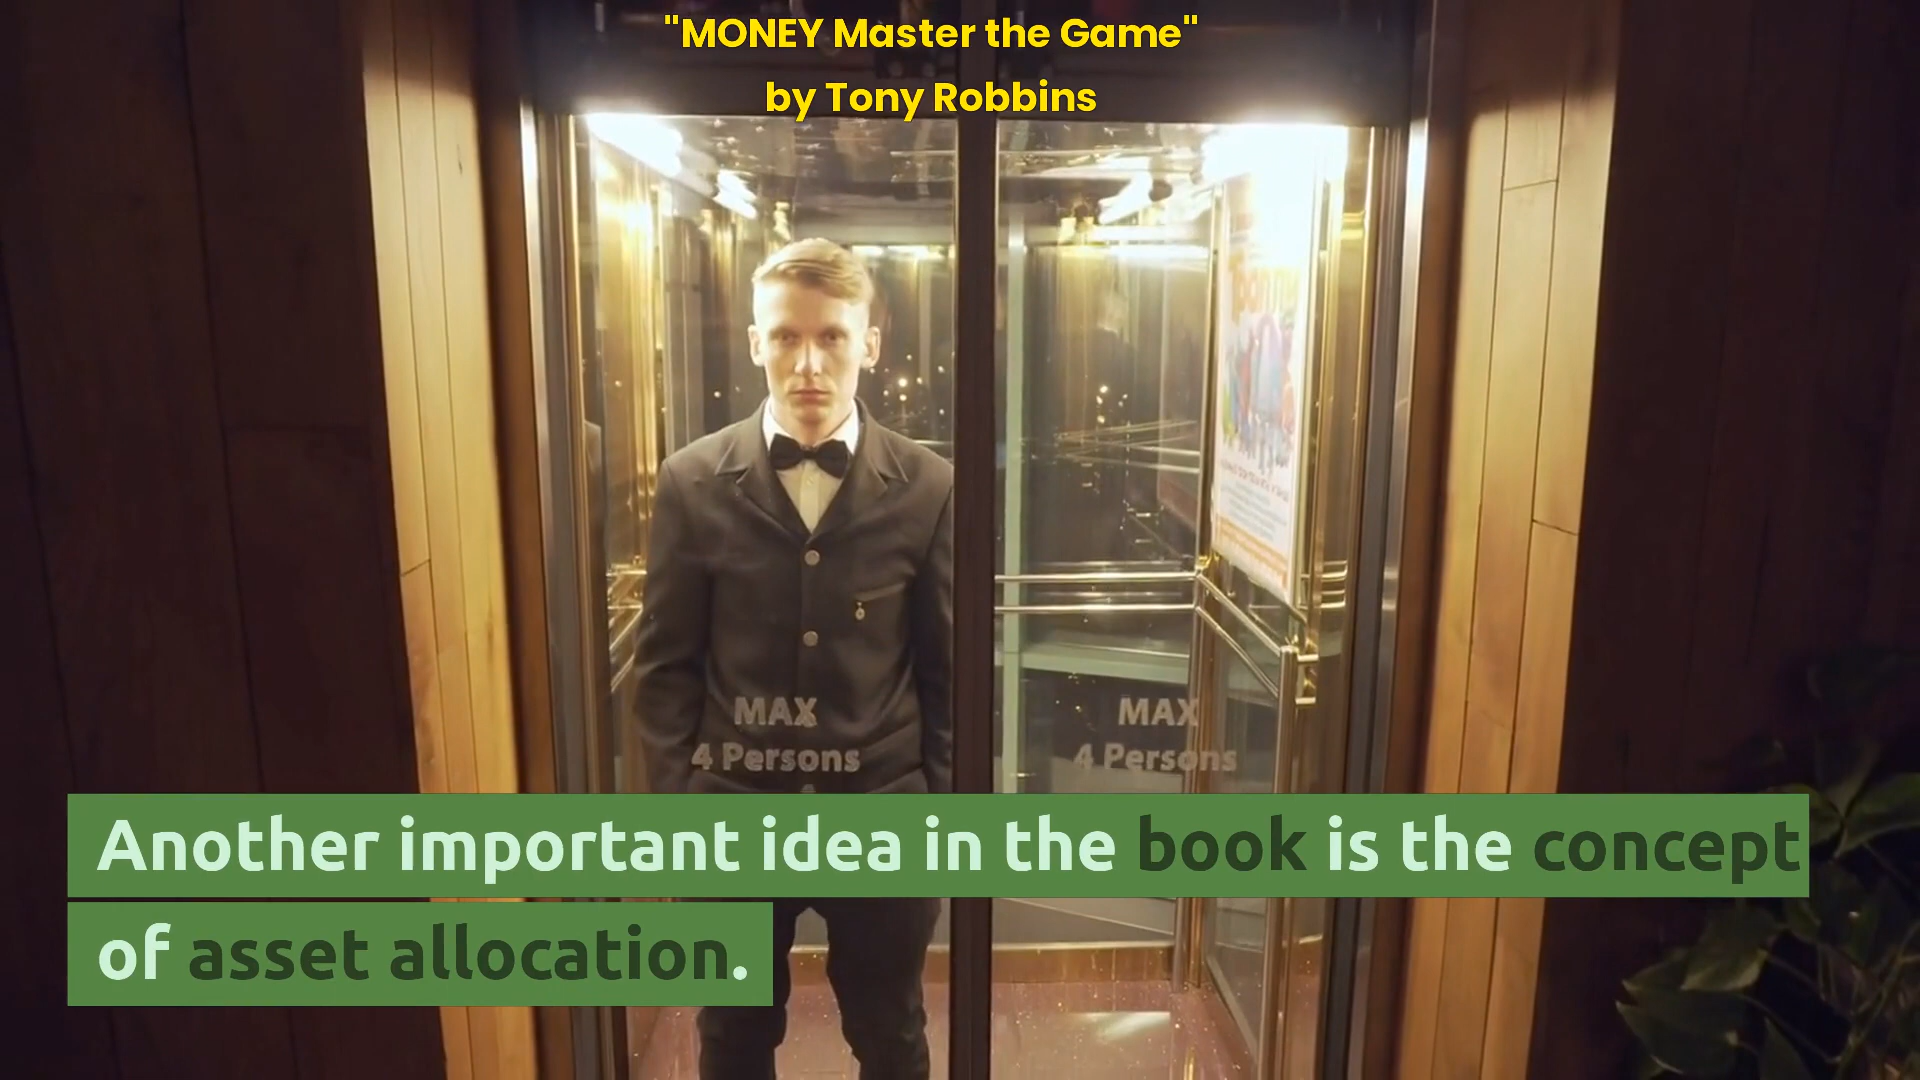 "MONEY Master the Game"
by Tony Robbins
MAX
4 Persons
MAX
4 Persons
Another important idea in the book is the concept
of asset allocation.